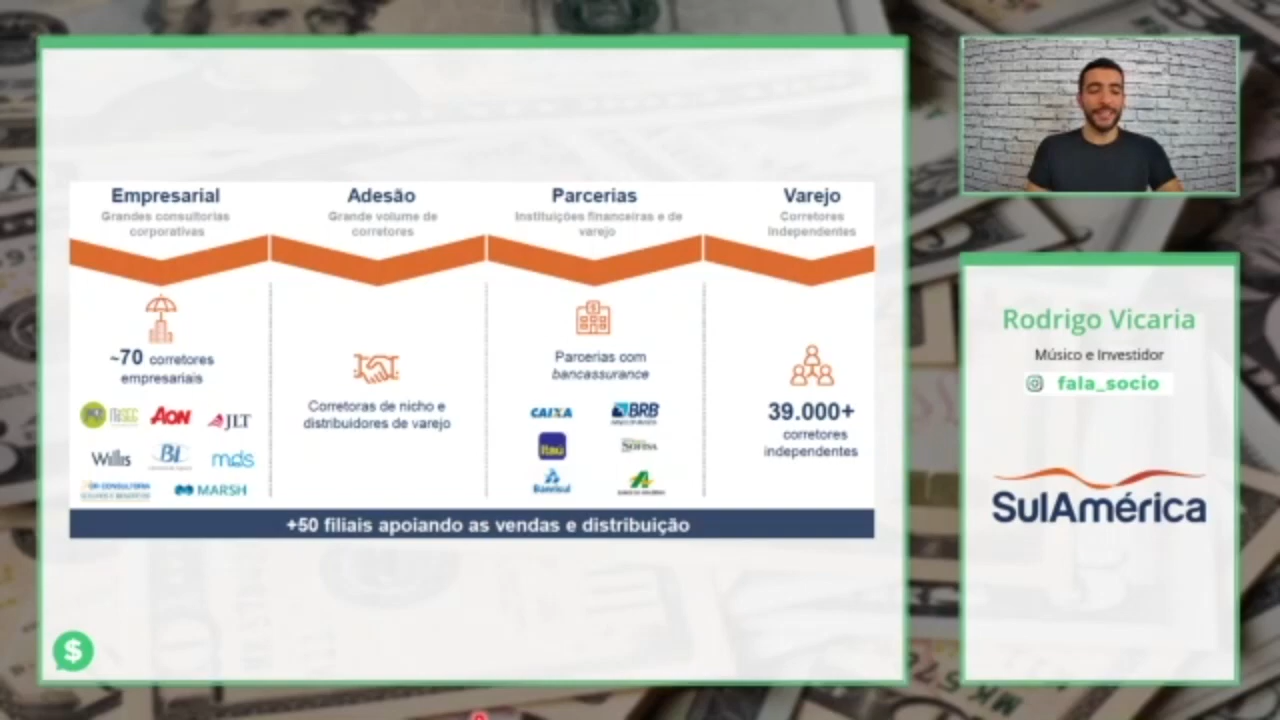 Empresarial
Grandes consultorias
corporativas
~70 corretores
empresariais
AON
JLT
Willis
mds
MARSH
Adesão
Grande volume de
corretores
Corretoras de nicho e
distribuidores de varejo
Parcerias
Instituições financeiras e de
varejo
Parcerias com
bancassurance
CAIXA
BRB
Itaú
Sofisa
Banrisul
Varejo
Corretores
Independentes
39.000+
corretores
independentes
+50 filiais apoiando as vendas e distribuição
$
Rodrigo Vicaria
Músico e Investidor
fala_socio
SulAmérica